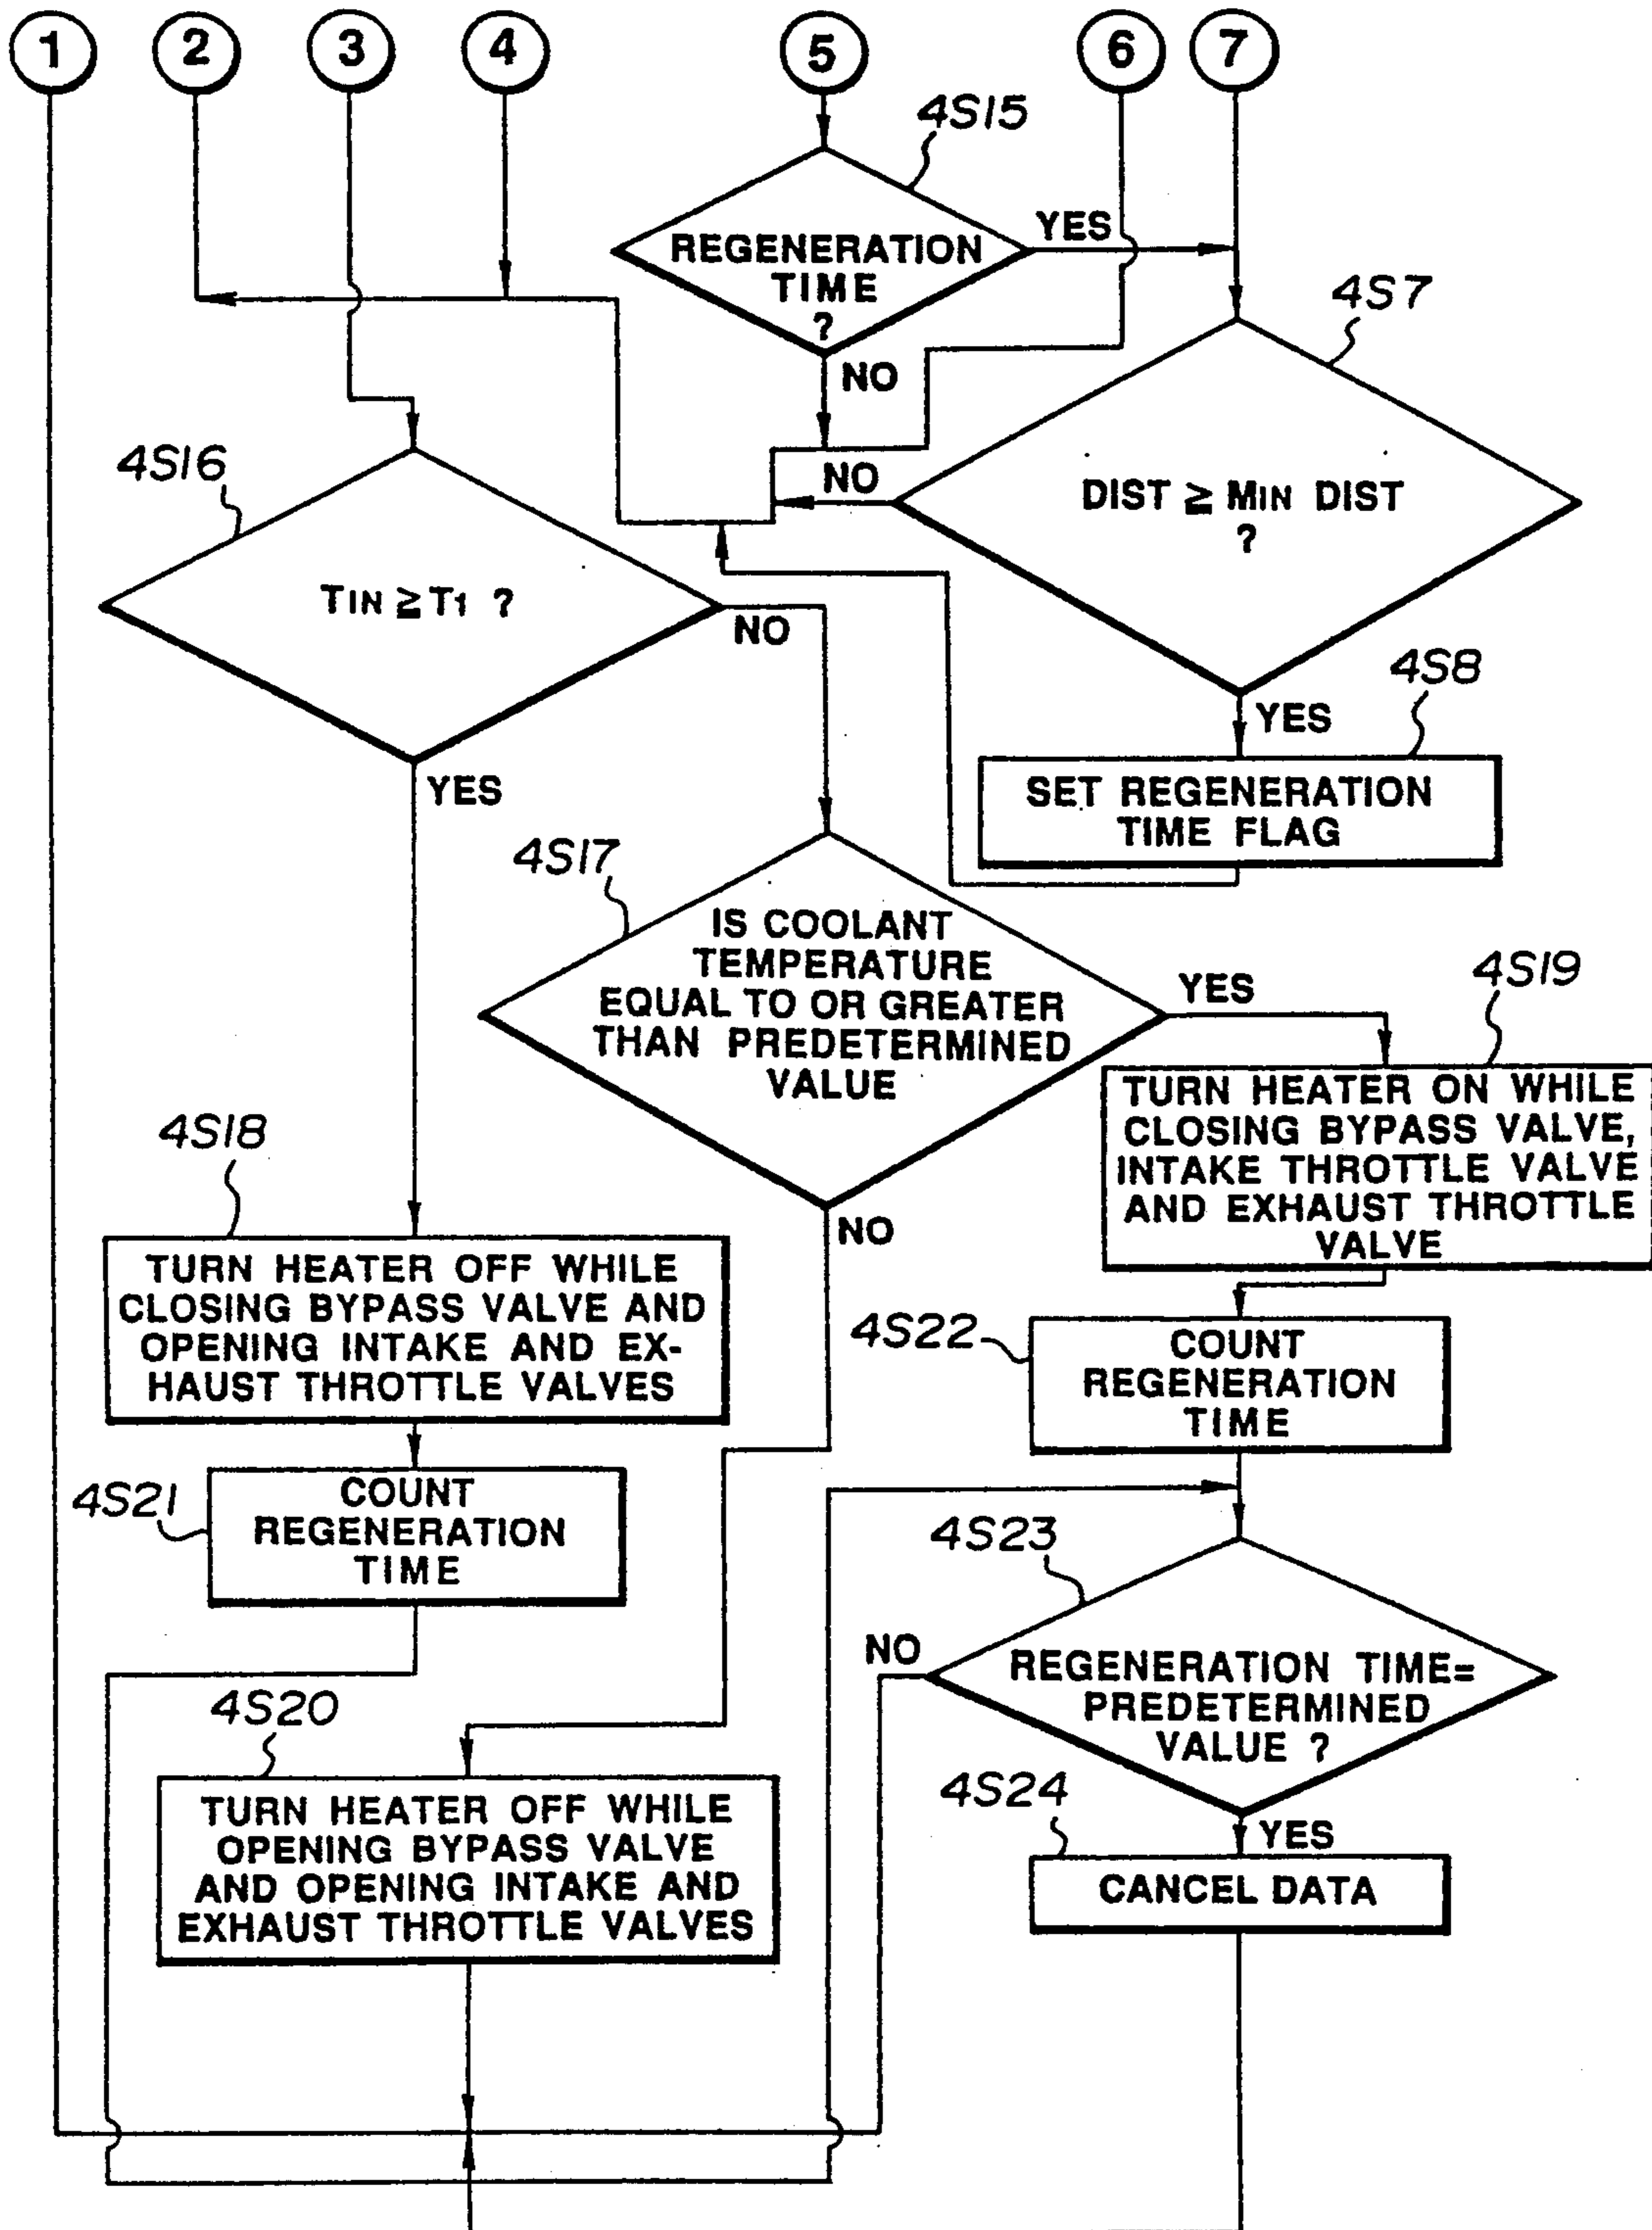 1 2 3 4 5 6 7
4S15
REGENERATION
TIME
?
YES
NO
4S7
DIST ≧ MIN DIST
?
NO
YES
4S8
SET REGENERATION
TIME FLAG
4S16
TIN ≧ T1 ?
NO
YES
4S17
IS COOLANT
TEMPERATURE
EQUAL TO OR GREATER
THAN PREDETERMINED
VALUE
YES
NO
4S19
TURN HEATER ON WHILE
CLOSING BYPASS VALVE,
INTAKE THROTTLE VALVE
AND EXHAUST THROTTLE
VALVE
4S18
TURN HEATER OFF WHILE
CLOSING BYPASS VALVE AND
OPENING INTAKE AND EX-
HAUST THROTTLE VALVES
4S22
COUNT
REGENERATION
TIME
4S21
COUNT
REGENERATION
TIME
4S23
REGENERATION TIME=
PREDETERMINED
VALUE ?
NO
YES
4S20
TURN HEATER OFF WHILE
OPENING BYPASS VALVE
AND OPENING INTAKE AND
EXHAUST THROTTLE VALVES
4S24
CANCEL DATA